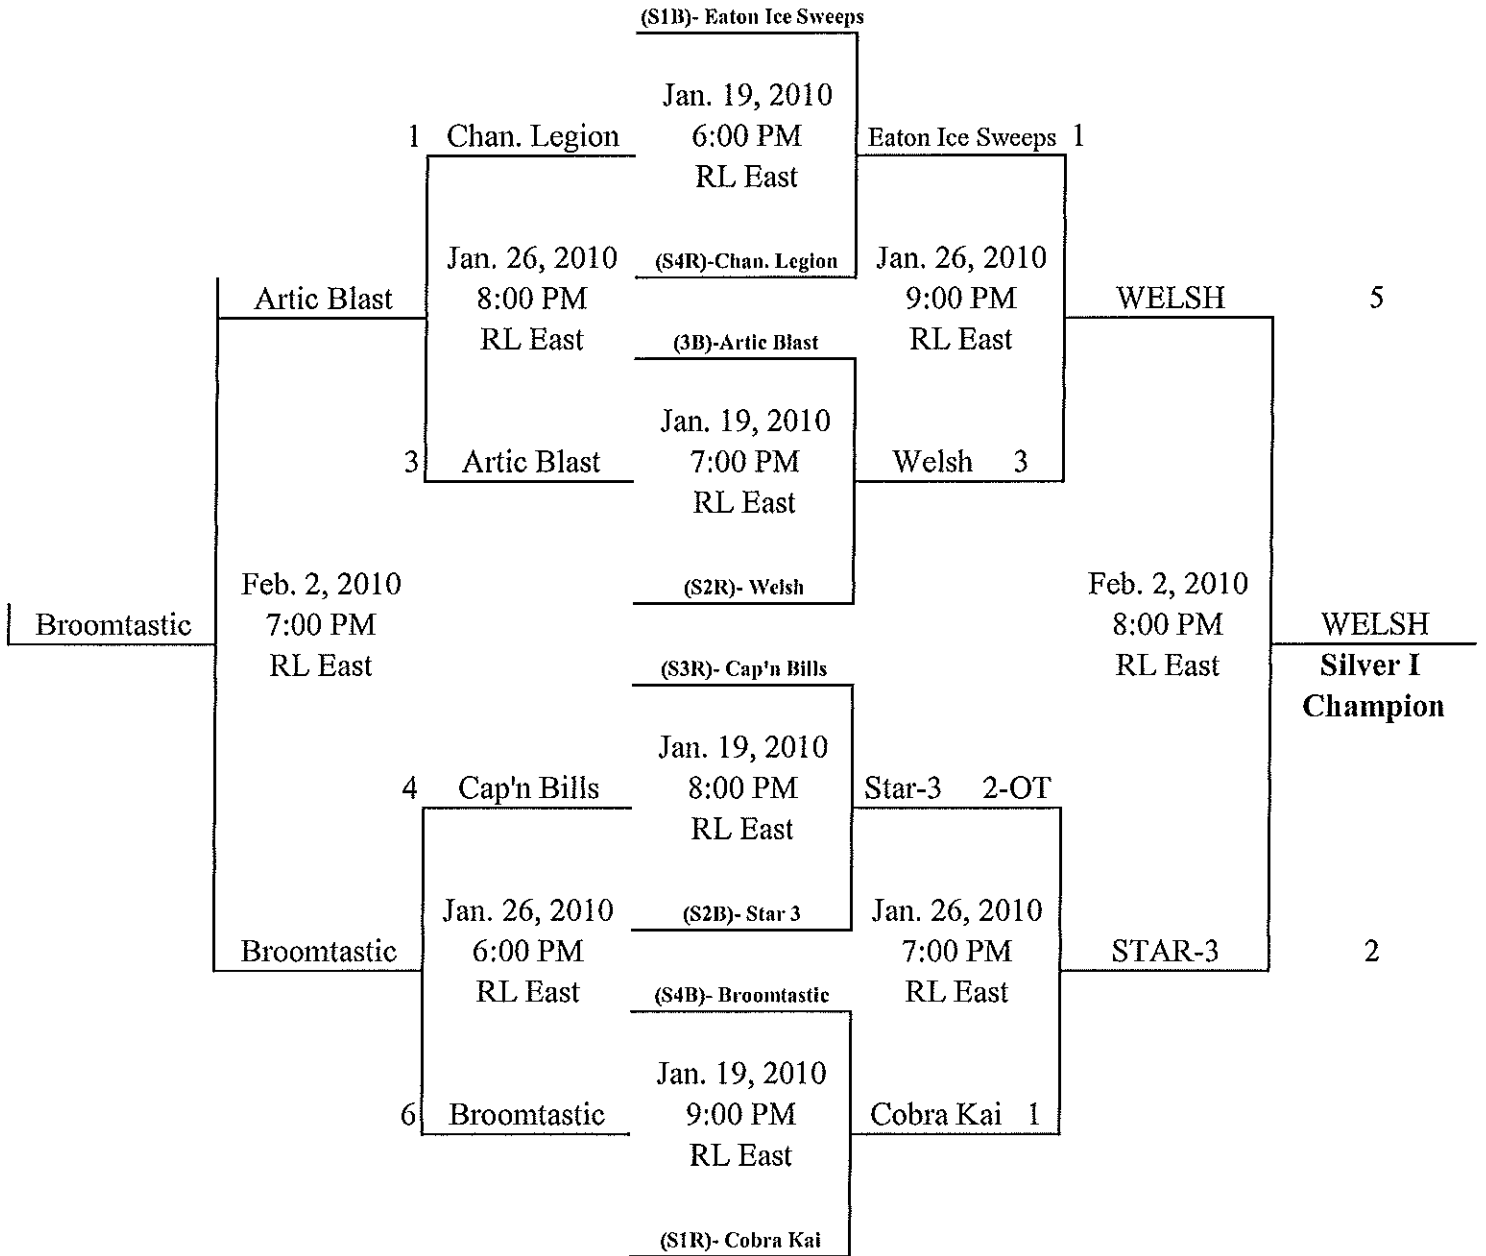 (S1B)- Eaton Ice Sweeps
Jan. 19, 2010
1 Chan. Legion
6:00 PM
Eaton Ice Sweeps 1
RL East
Jan. 26, 2010
(S4R)-Chan. Legion
Jan. 26, 2010
Artic Blast
8:00 PM
9:00 PM
WELSH
5
RL East
(3B)-Artic Blast
RL East
Jan. 19, 2010
3 Artic Blast
7:00 PM
Welsh 3
RL East
Feb. 2, 2010
(S2R)- Welsh
Feb. 2, 2010
Broomtastic
7:00 PM
8:00 PM
WELSH
RL East
(S3R)- Cap'n Bills
RL East
Silver I
Champion
Jan. 19, 2010
4 Cap'n Bills
8:00 PM
Star-3 2-OT
RL East
Jan. 26, 2010
(S2B)- Star 3
Jan. 26, 2010
Broomtastic
6:00 PM
7:00 PM
STAR-3
2
RL East
(S4B)- Broomtastic
RL East
Jan. 19, 2010
6 Broomtastic
9:00 PM
Cobra Kai 1
RL East
(S1R)- Cobra Kai